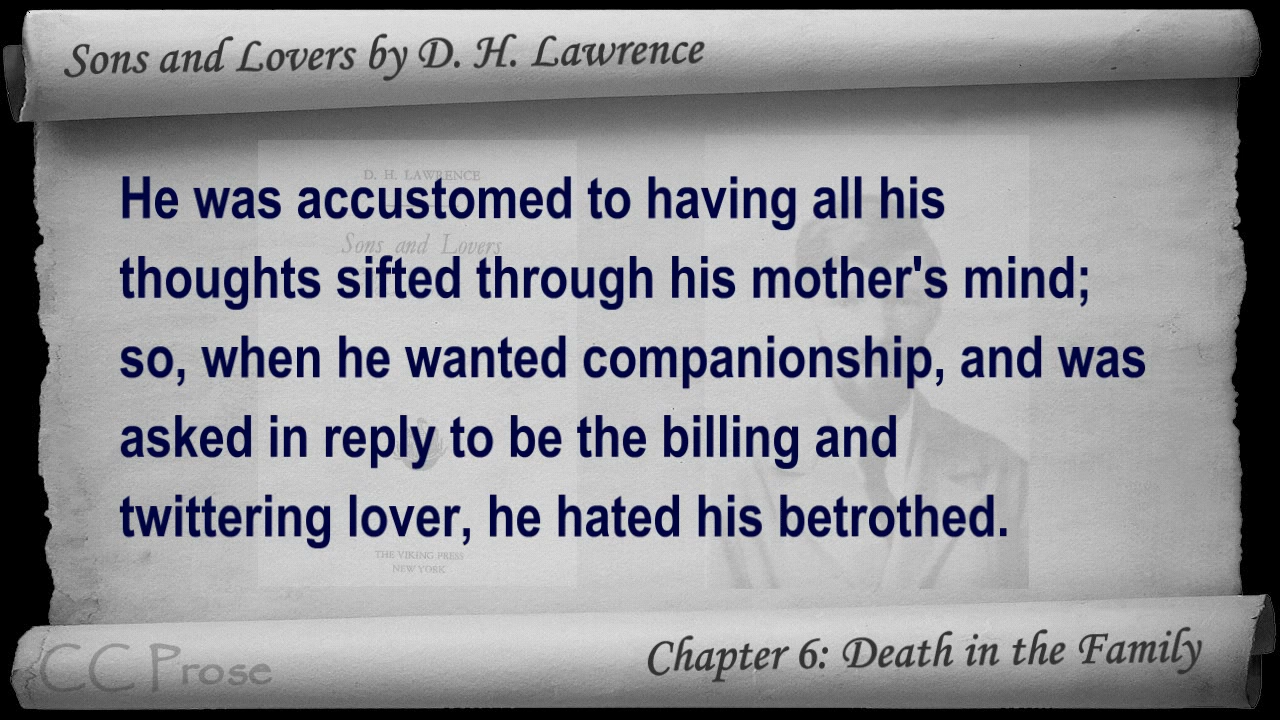 Sons and Lovers by D. H. Lawrence
D. H. LAWRENCE
He was accustomed to having all his
Sons and Lovers
thoughts sifted through his mother's mind;
so, when he wanted companionship, and was
asked in reply to be the billing and
twittering lover, he hated his betrothed.
THE VIKING PRESS
NEW YORK
Chapter 6: Death in the Family
CC Prose